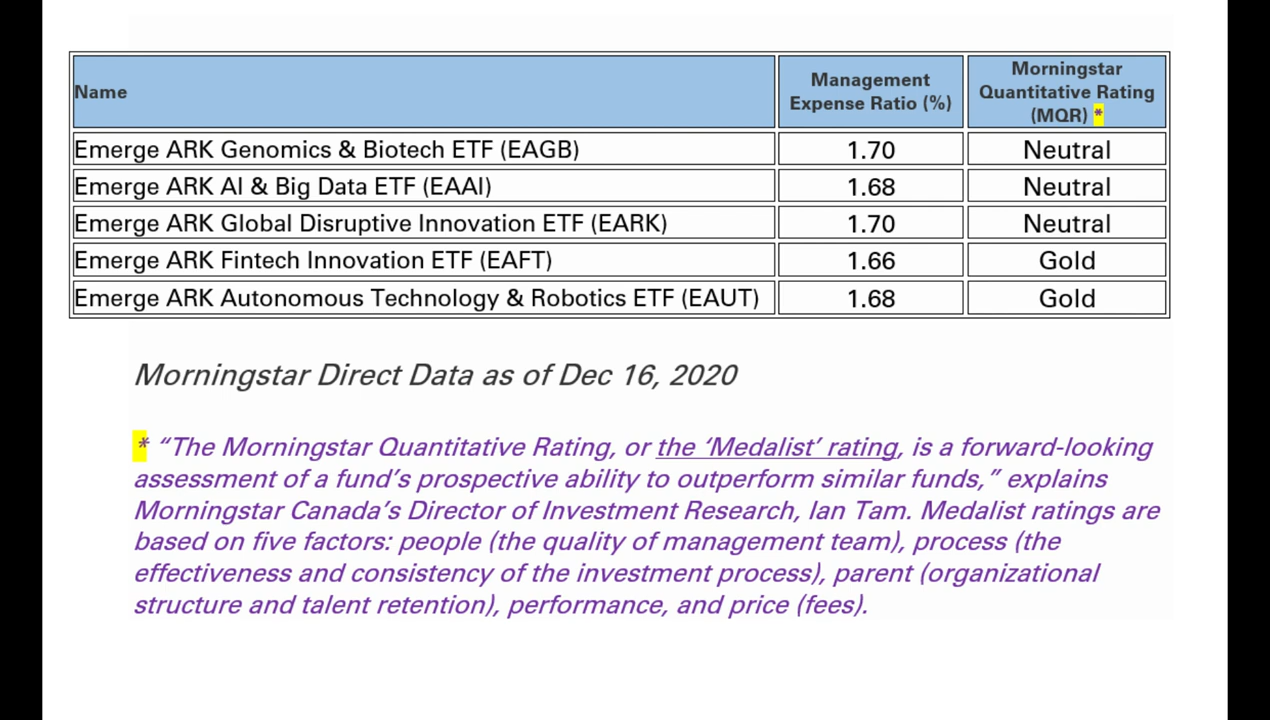 Name Management Expense Ratio (%) Morningstar Quantitative Rating (MQR) *
Emerge ARK Genomics & Biotech ETF (EAGB) 1.70 Neutral
Emerge ARK AI & Big Data ETF (EAAI) 1.68 Neutral
Emerge ARK Global Disruptive Innovation ETF (EARK) 1.70 Neutral
Emerge ARK Fintech Innovation ETF (EAFT) 1.66 Gold
Emerge ARK Autonomous Technology & Robotics ETF (EAUT) 1.68 Gold
Morningstar Direct Data as of Dec 16, 2020
* “The Morningstar Quantitative Rating, or the ‘Medalist’ rating, is a forward-looking
assessment of a fund’s prospective ability to outperform similar funds,” explains
Morningstar Canada’s Director of Investment Research, Ian Tam. Medalist ratings are
based on five factors: people (the quality of management team), process (the
effectiveness and consistency of the investment process), parent (organizational
structure and talent retention), performance, and price (fees).